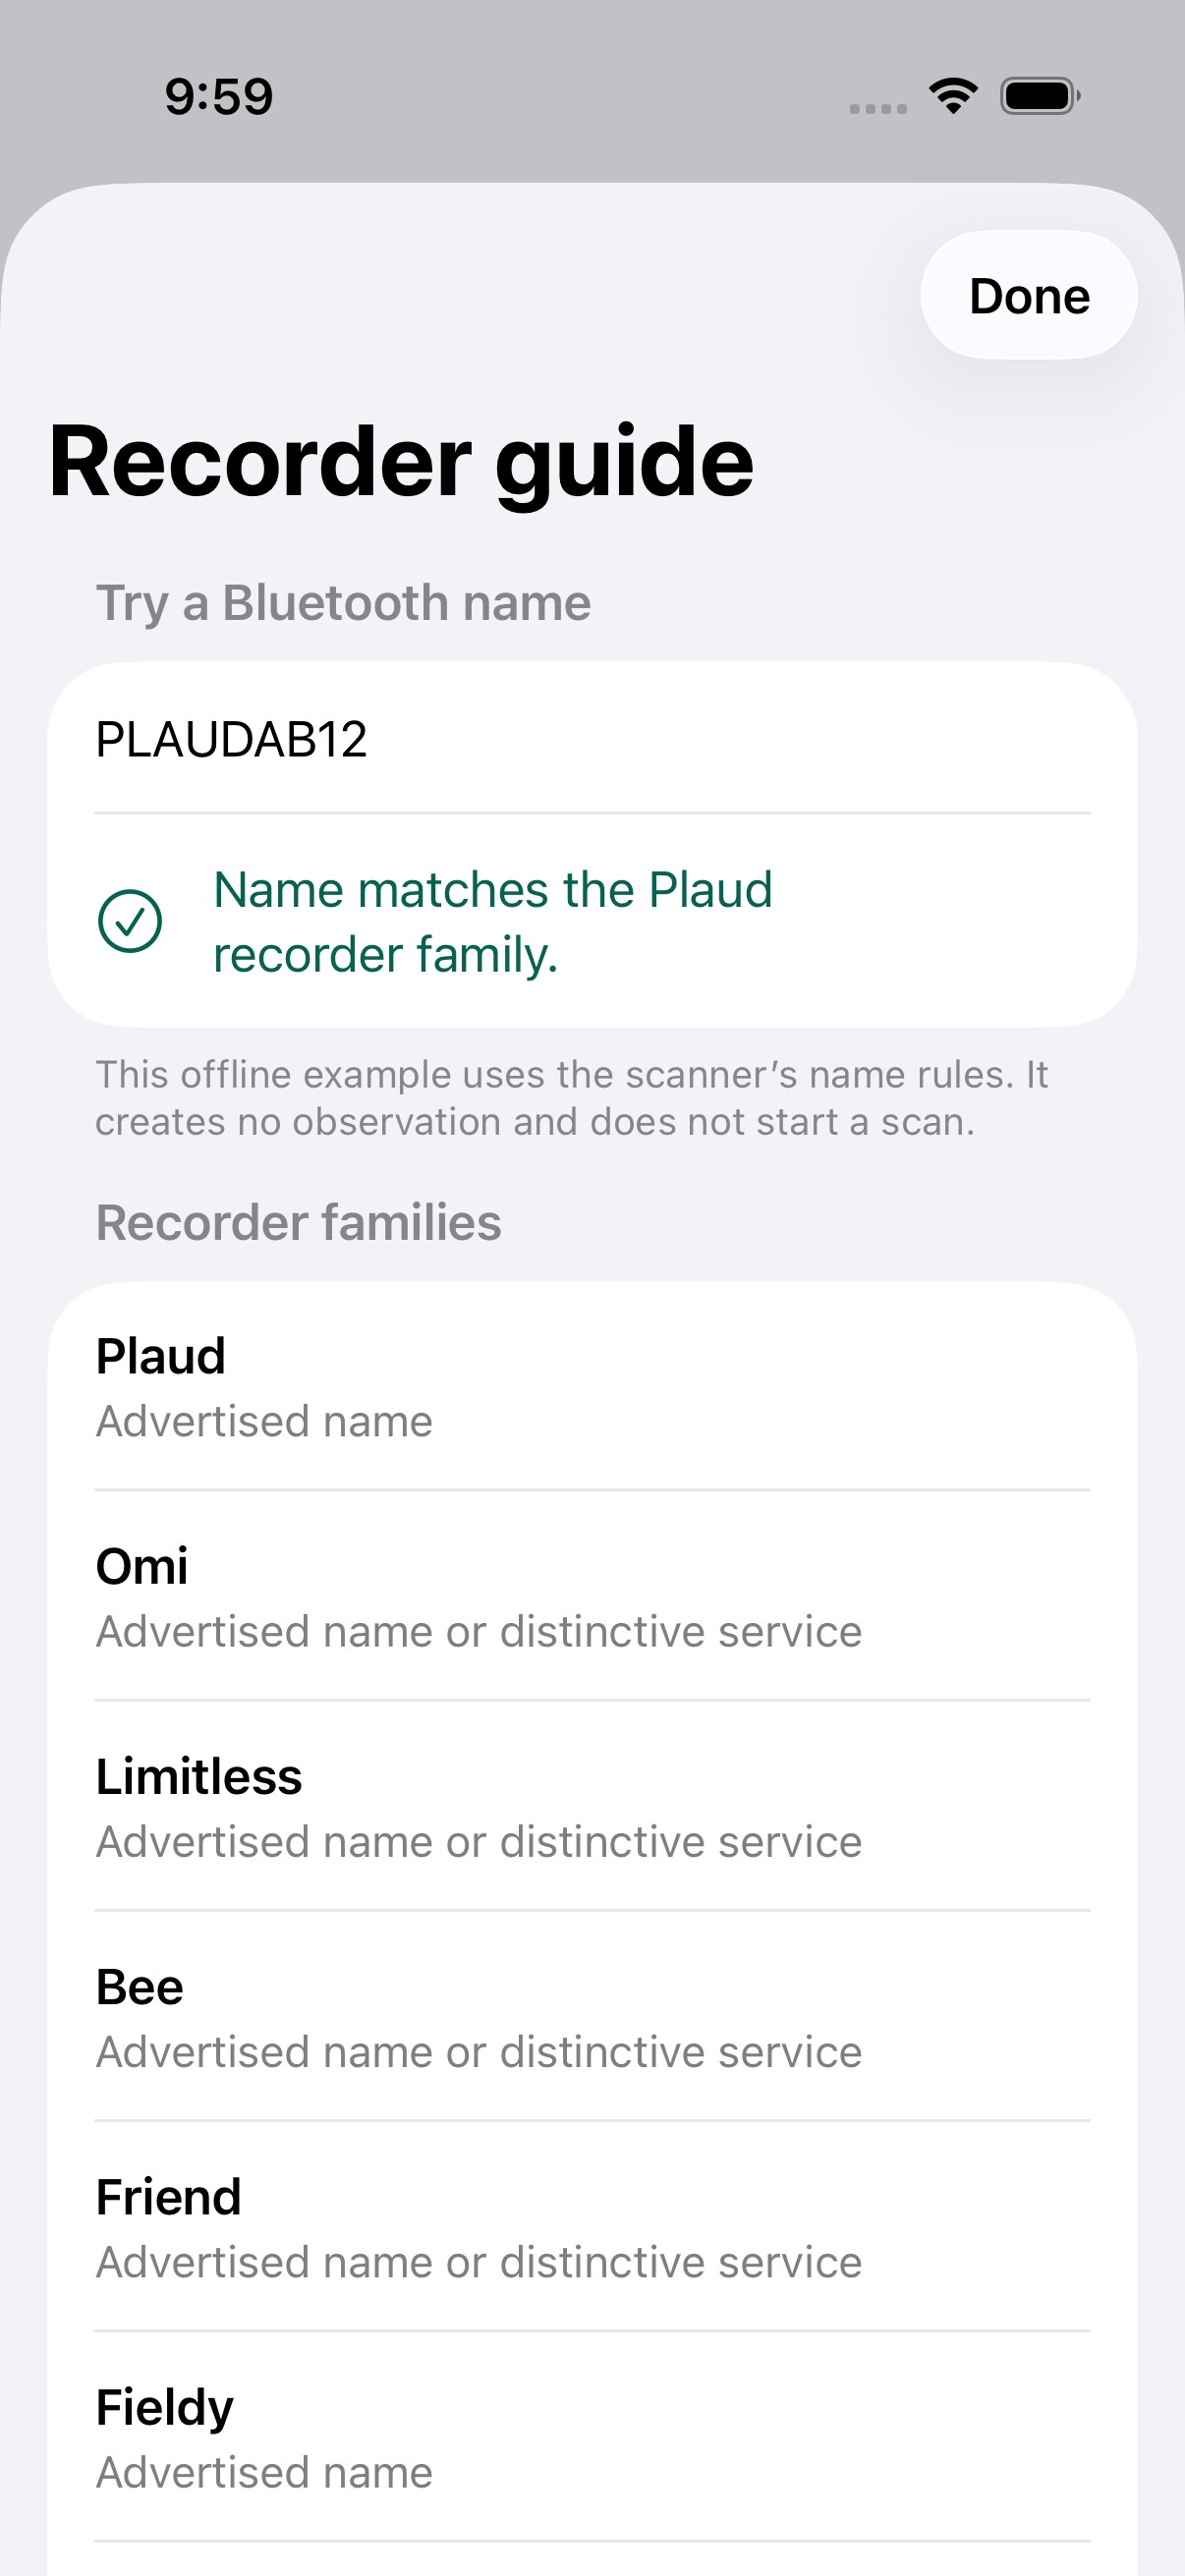 9:59
Done
Recorder guide
Try a Bluetooth name
PLAUDAB12
Name matches the Plaud
recorder family.
This offline example uses the scanner’s name rules. It
creates no observation and does not start a scan.
Recorder families
Plaud
Advertised name
Omi
Advertised name or distinctive service
Limitless
Advertised name or distinctive service
Bee
Advertised name or distinctive service
Friend
Advertised name or distinctive service
Fieldy
Advertised name